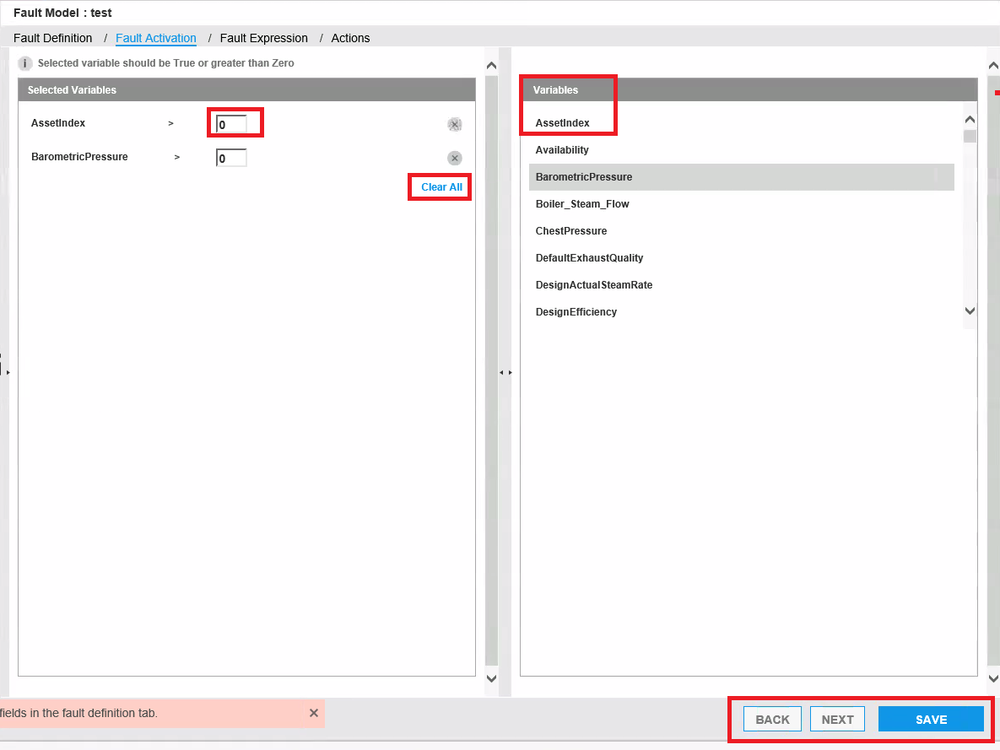 Fault Model : test
Fault Definition / Fault Activation / Fault Expression / Actions
i Selected variable should be True or greater than Zero
Selected Variables
AssetIndex > 0
BarometricPressure > 0
Clear All
Variables
AssetIndex
Availability
BarometricPressure
Boiler_Steam_Flow
ChestPressure
DefaultExhaustQuality
DesignActualSteamRate
DesignEfficiency
fields in the fault definition tab.
BACK NEXT SAVE